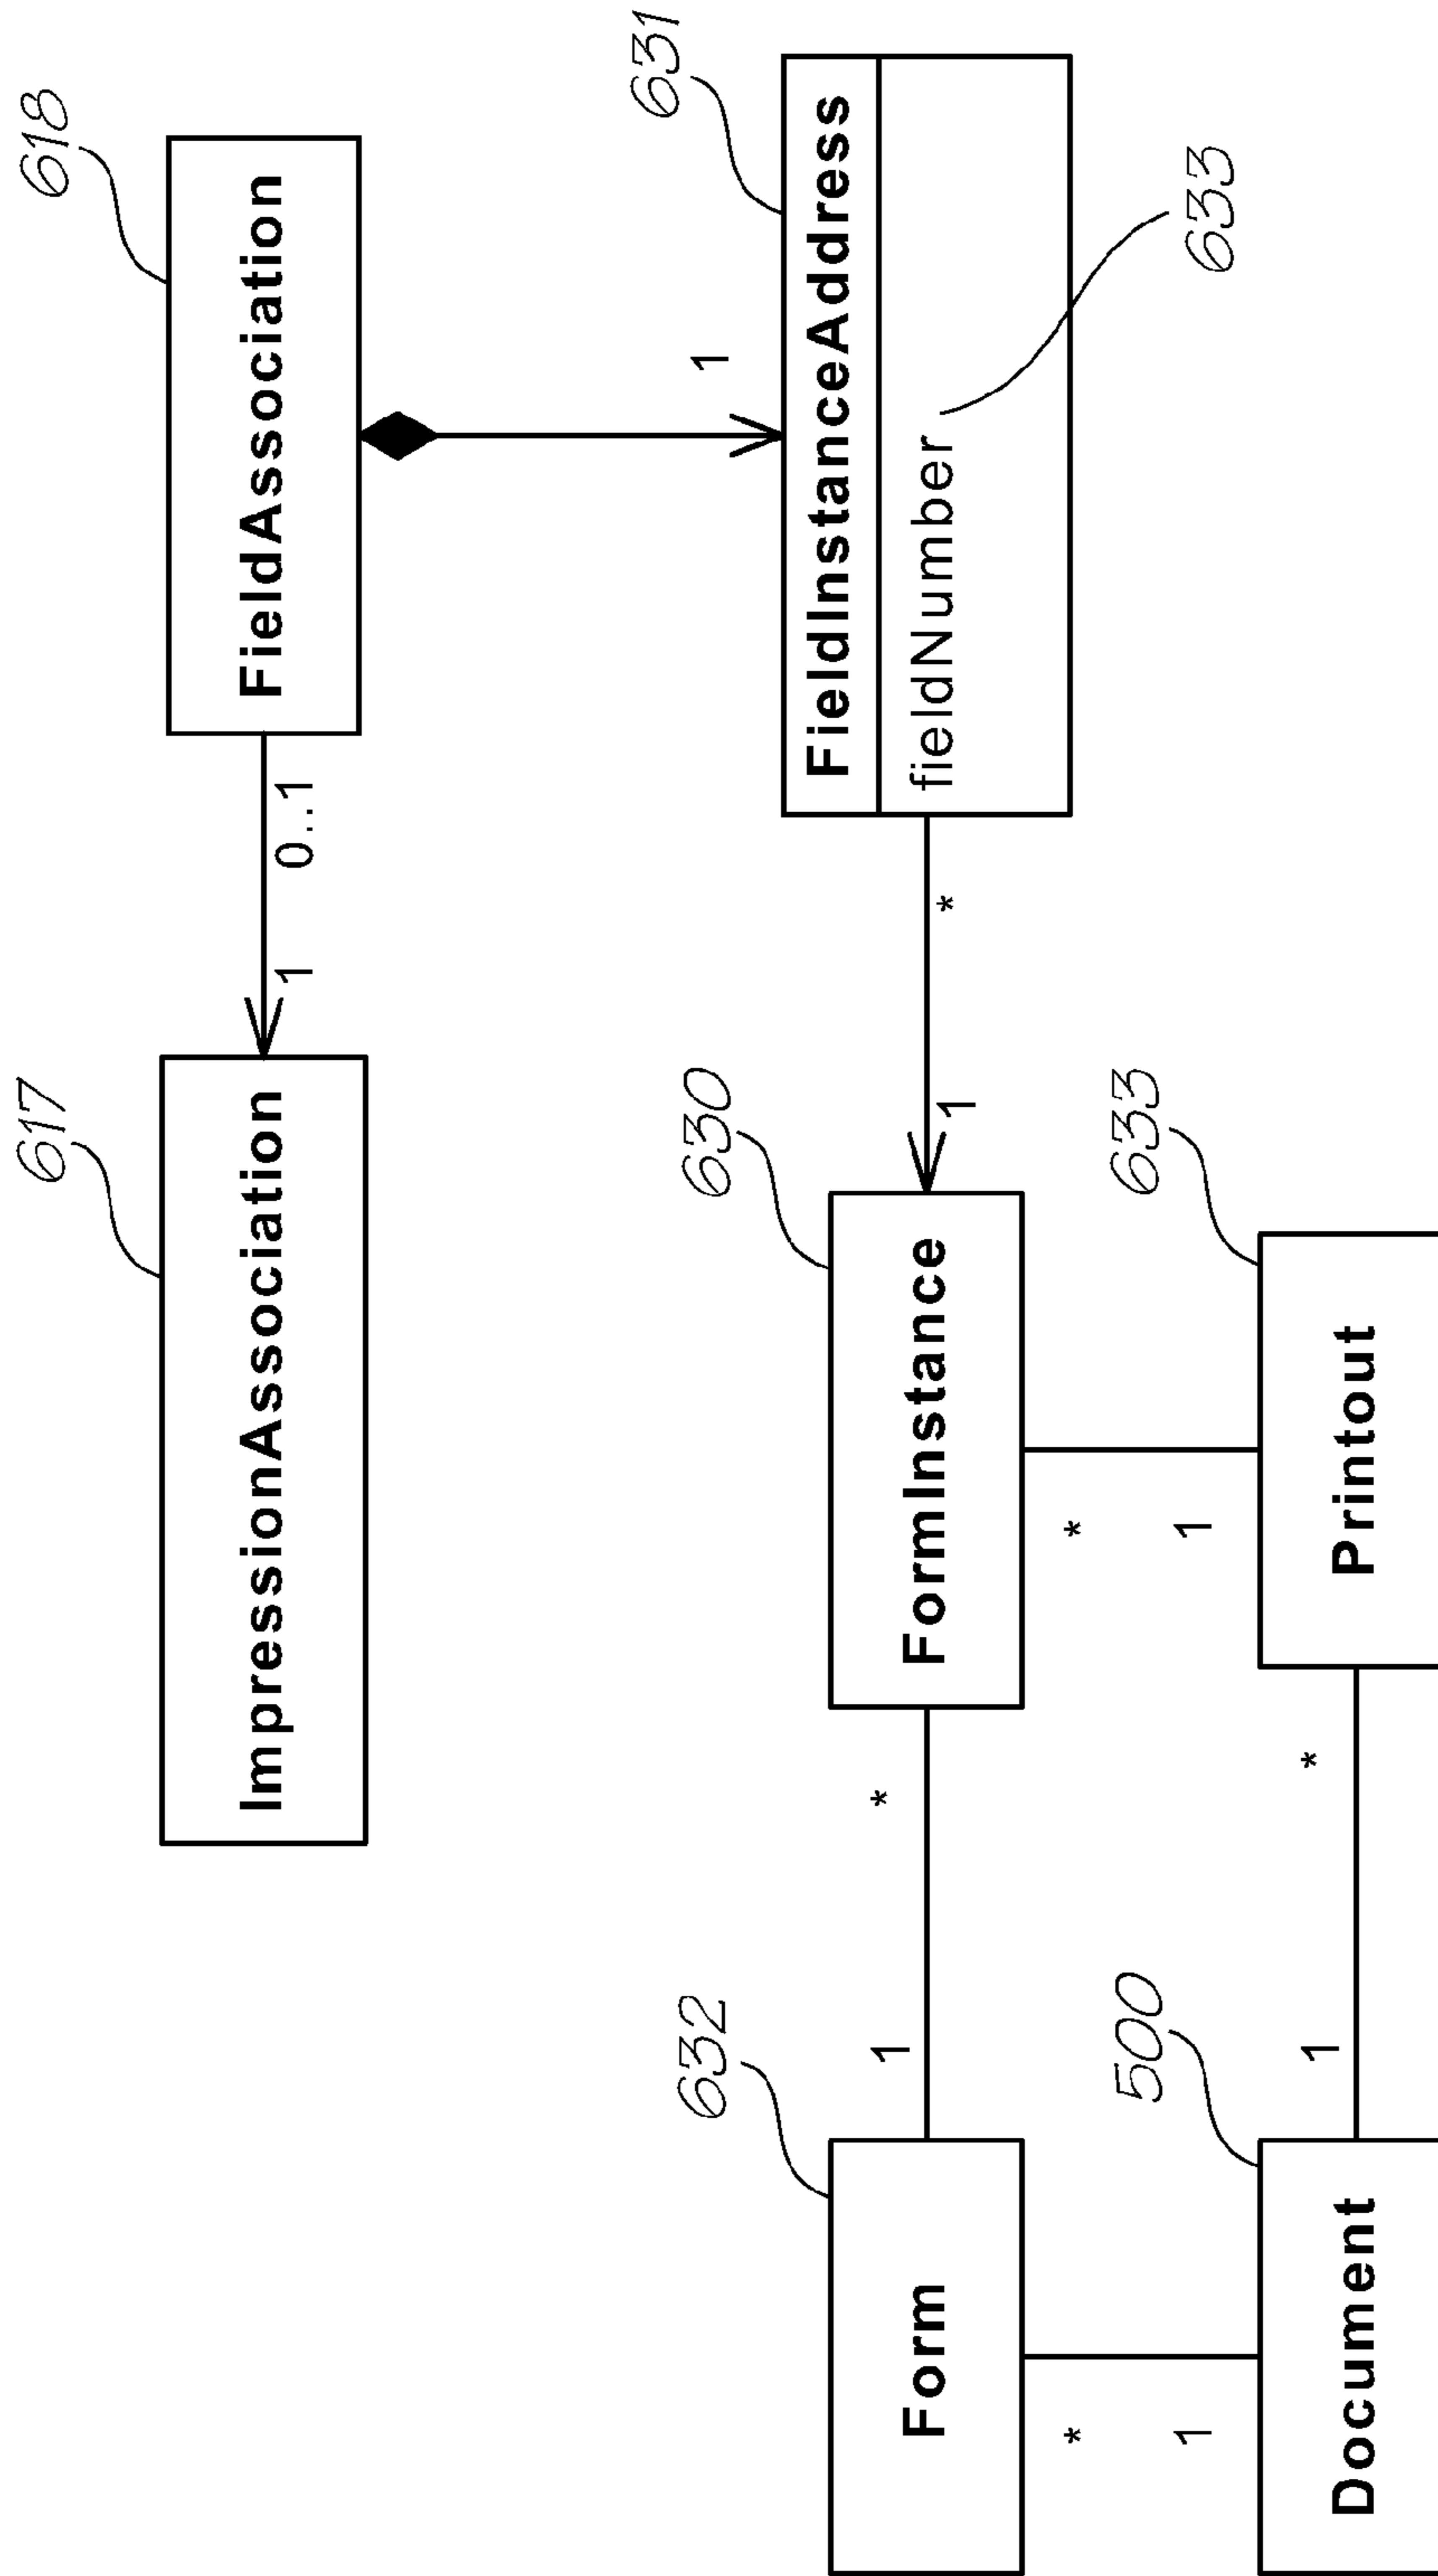 617
618
ImpressionAssociation
FieldAssociation
1
0..1
632
630
1
631
FieldInstanceAddress
1
*
Form
FormInstance
1
*
fieldNumber
*
*
500
633
1
1
633
1
*
Document
Printout